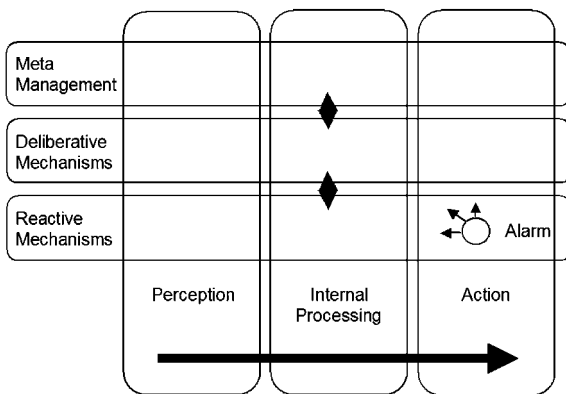 Meta
Management
Deliberative
Mechanisms
Reactive
Mechanisms
Alarm
Perception
Internal
Processing
Action